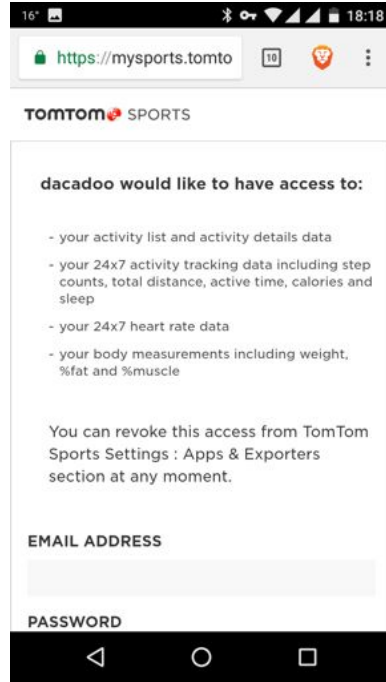 16°
18:18
https://mysports.tomto
10
TOMTOM SPORTS
dacadoo would like to have access to:
- your activity list and activity details data
- your 24x7 activity tracking data including step
counts, total distance, active time, calories and
sleep
- your 24x7 heart rate data
- your body measurements including weight,
%fat and %muscle
You can revoke this access from TomTom
Sports Settings : Apps & Exporters
section at any moment.
EMAIL ADDRESS
PASSWORD